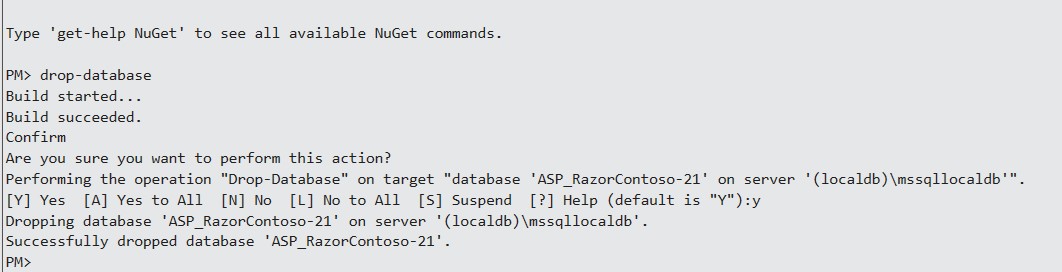 Type 'get-help NuGet' to see all available NuGet commands.
PM> drop-database
Build started...
Build succeeded.
Confirm
Are you sure you want to perform this action?
Performing the operation "Drop-Database" on target "database 'ASP_RazorContoso-21' on server '(localdb)\mssqllocaldb'".
[Y] Yes  [A] Yes to All  [N] No  [L] No to All  [S] Suspend  [?] Help (default is "Y"):y
Dropping database 'ASP_RazorContoso-21' on server '(localdb)\mssqllocaldb'.
Successfully dropped database 'ASP_RazorContoso-21'.
PM>